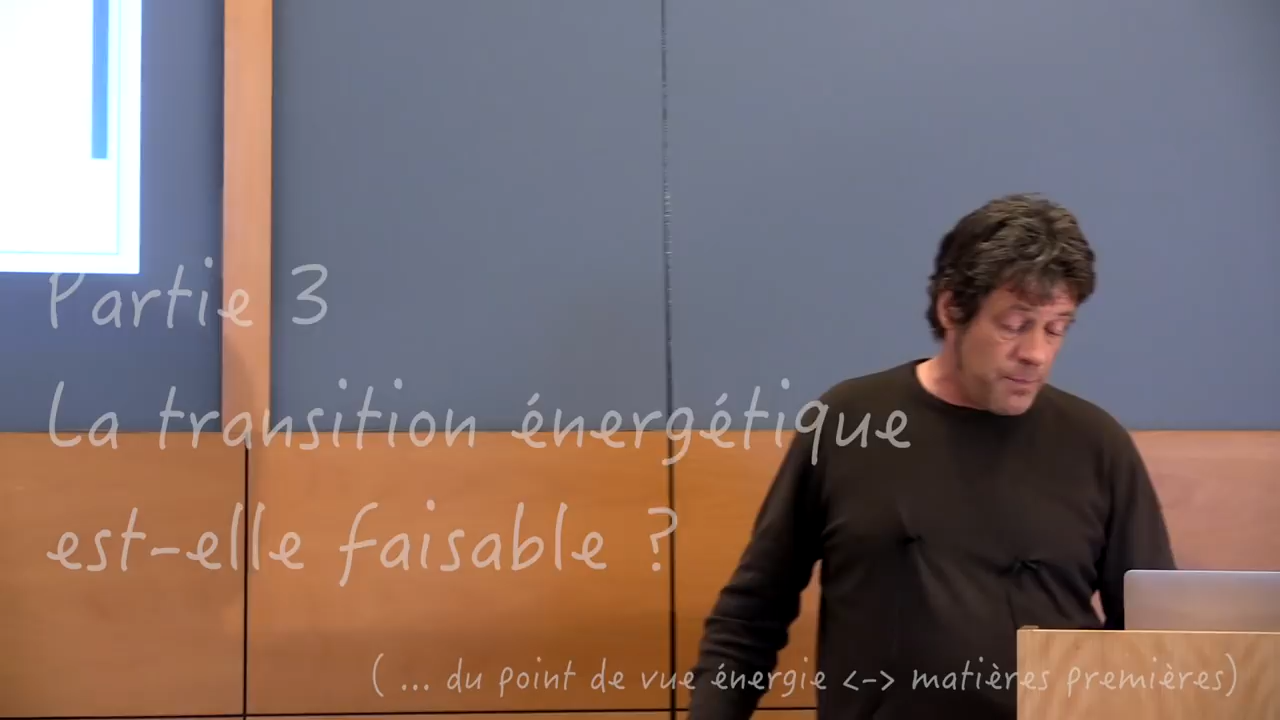 Partie 3
La transition énergétique
est-elle faisable ?
( ... du point de vue énergie <-> matières premières)